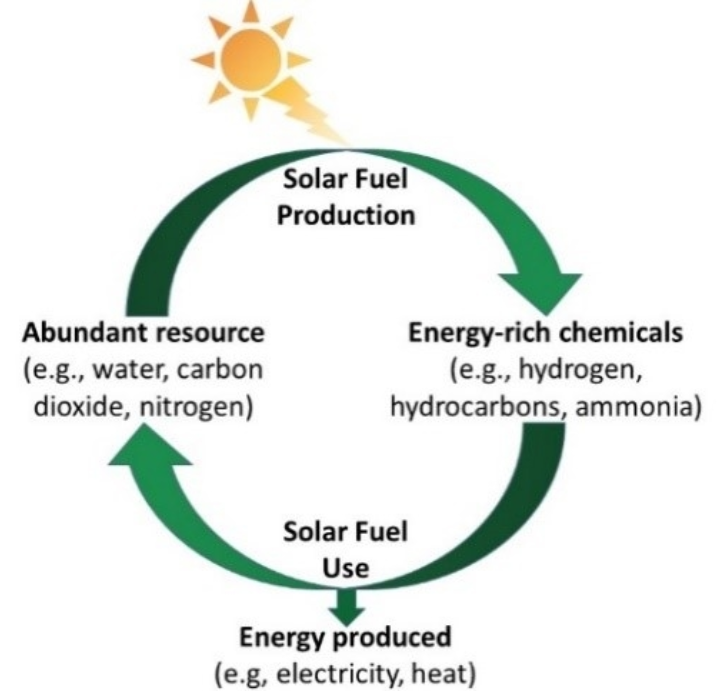 Solar Fuel
Production
Abundant resource
(e.g., water, carbon
dioxide, nitrogen)
Energy-rich chemicals
(e.g., hydrogen,
hydrocarbons, ammonia)
Solar Fuel
Use
Energy produced
(e.g, electricity, heat)